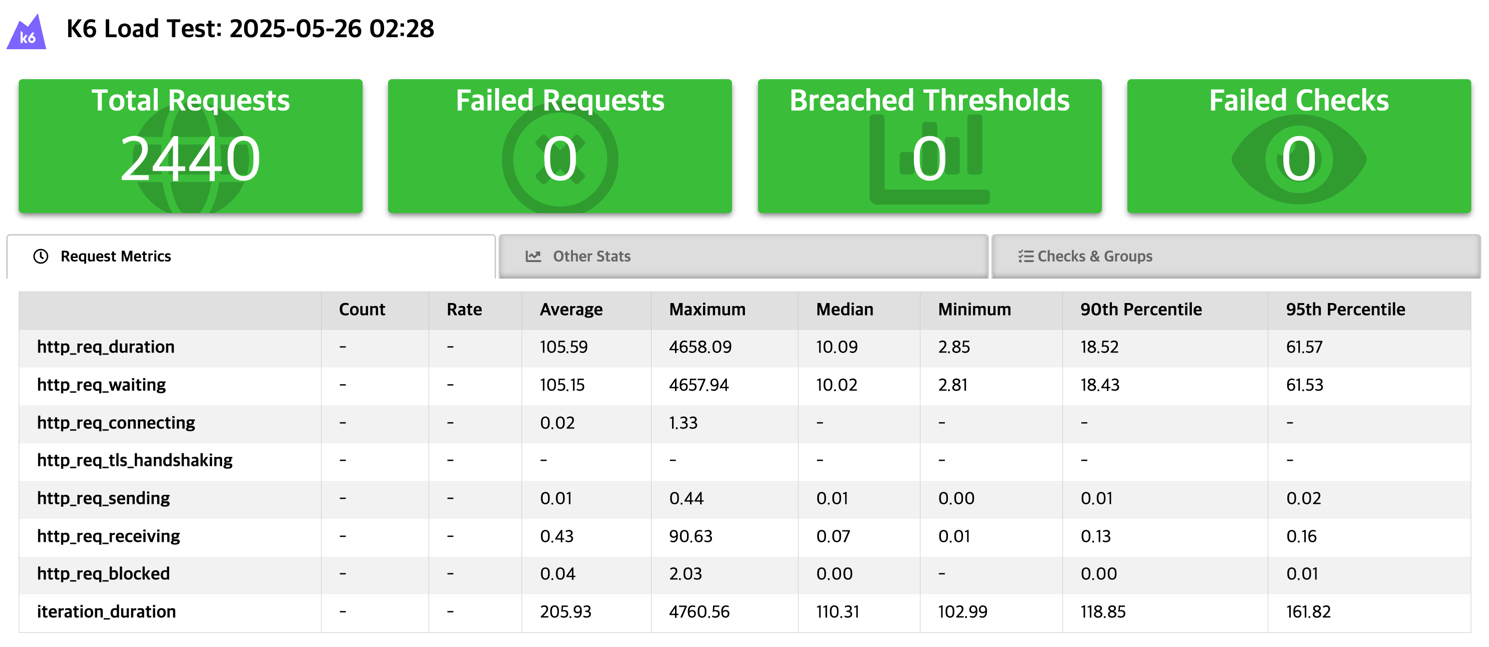 k6 K6 Load Test: 2025-05-26 02:28
Total Requests Failed Requests Breached Thresholds Failed Checks
2440 0 0 0
Request Metrics Other Stats Checks & Groups
Count Rate Average Maximum Median Minimum 90th Percentile 95th Percentile
http_req_duration - - 105.59 4658.09 10.09 2.85 18.52 61.57
http_req_waiting - - 105.15 4657.94 10.02 2.81 18.43 61.53
http_req_connecting - - 0.02 1.33 - - - -
http_req_tls_handshaking - - - - - - - -
http_req_sending - - 0.01 0.44 0.01 0.00 0.01 0.02
http_req_receiving - - 0.43 90.63 0.07 0.01 0.13 0.16
http_req_blocked - - 0.04 2.03 0.00 - 0.00 0.01
iteration_duration - - 205.93 4760.56 110.31 102.99 118.85 161.82